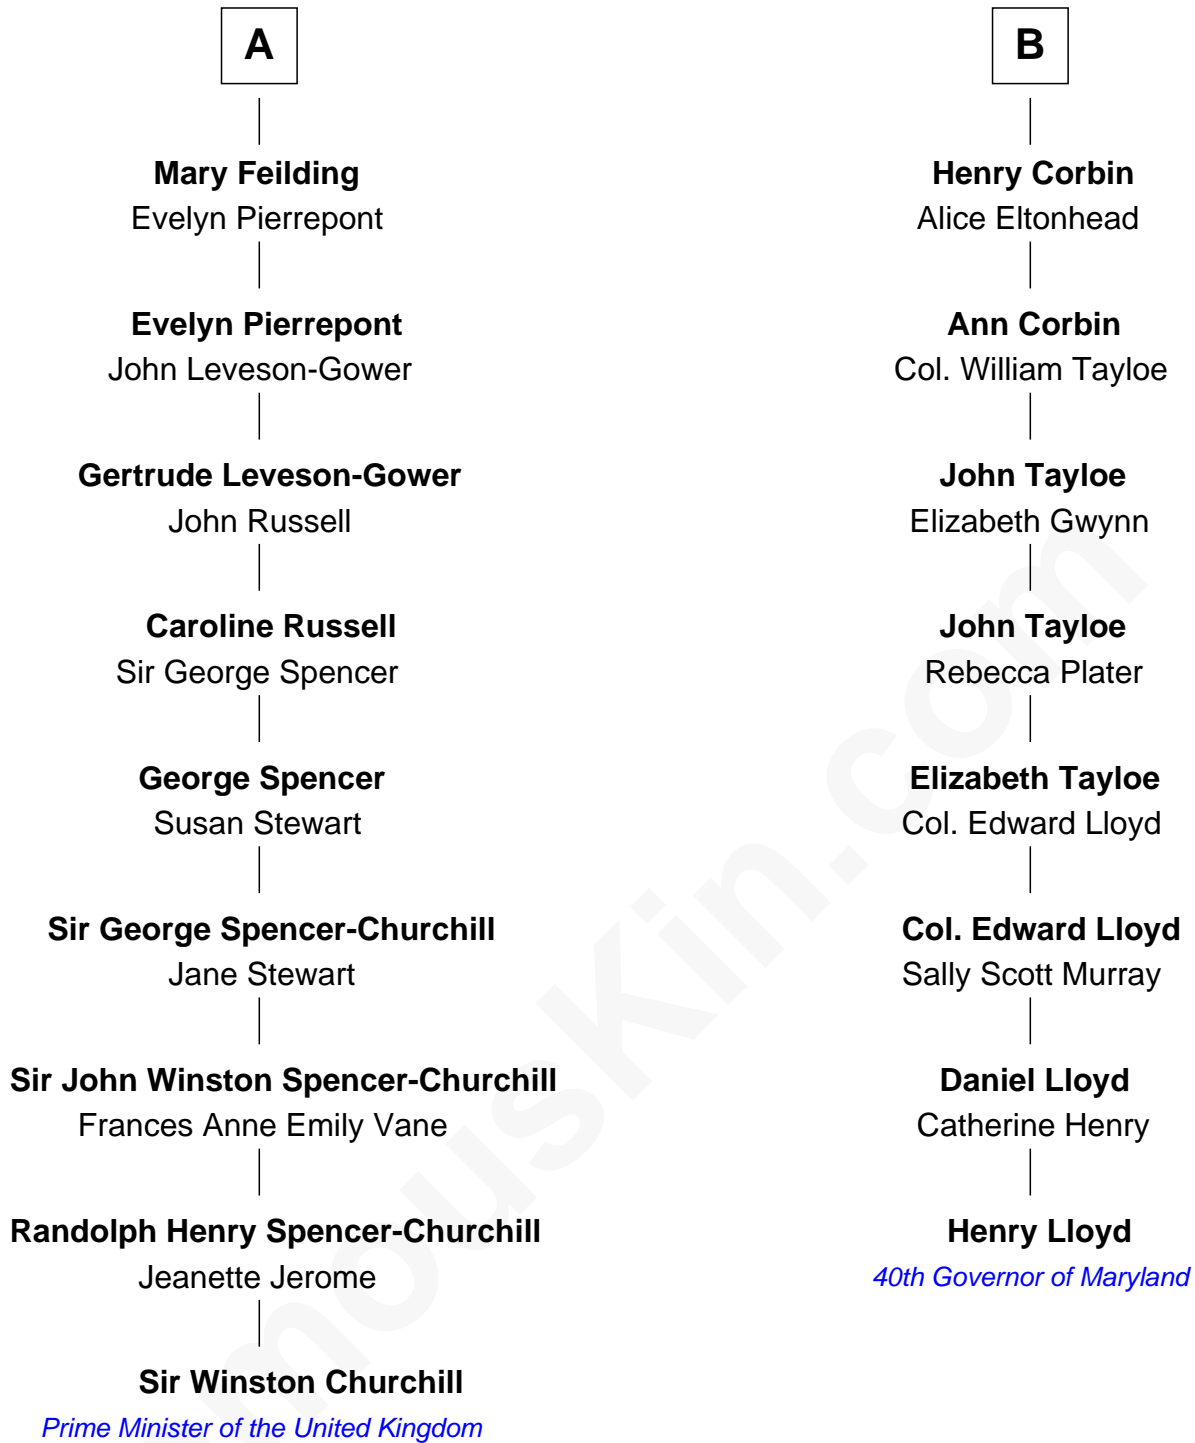 A
Mary Feilding
Evelyn Pierrepont
Evelyn Pierrepont
John Leveson-Gower
Gertrude Leveson-Gower
John Russell
Caroline Russell
Sir George Spencer
George Spencer
Susan Stewart
Sir George Spencer-Churchill
Jane Stewart
Sir John Winston Spencer-Churchill
Frances Anne Emily Vane
Randolph Henry Spencer-Churchill
Jeanette Jerome
Sir Winston Churchill
Prime Minister of the United Kingdom
B
Henry Corbin
Alice Eltonhead
Ann Corbin
Col. William Tayloe
John Tayloe
Elizabeth Gwynn
John Tayloe
Rebecca Plater
Elizabeth Tayloe
Col. Edward Lloyd
Col. Edward Lloyd
Sally Scott Murray
Daniel Lloyd
Catherine Henry
Henry Lloyd
40th Governor of Maryland
mousKin.com